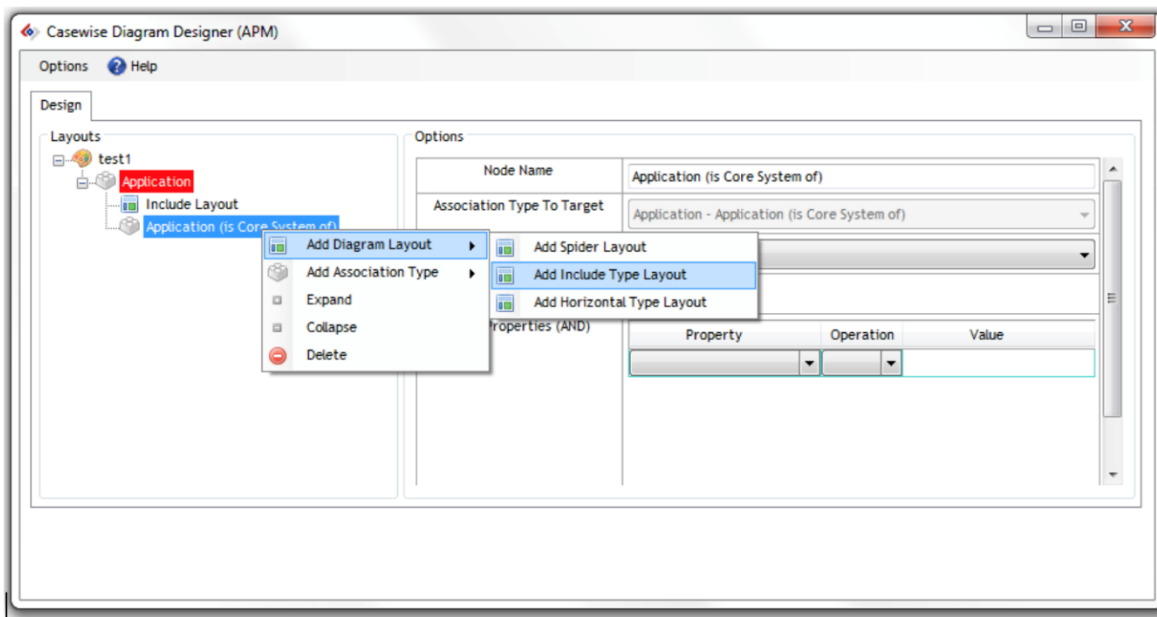 Casewise Diagram Designer (APM)
Options Help
Design
Layouts
test1
Application
Include Layout
Application (is Core System of)
Add Diagram Layout
Add Association Type
Expand
Collapse
Delete
Add Spider Layout
Add Include Type Layout
Add Horizontal Type Layout
Options
Node Name
Application (is Core System of)
Association Type To Target
Application - Application (is Core System of)
Properties (AND)
Property Operation Value